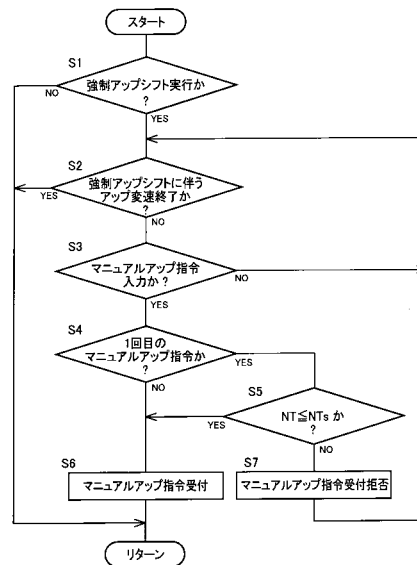 スタート
S1
強制アップシフト実行か
?
NO
YES
S2
強制アップシフトに伴う
アップ変速終了か
?
YES
NO
S3
マニュアルアップ指令
入力か?
NO
YES
S4
1回目の
マニュアルアップ指令か
?
YES
NO
S5
NT≦NTsか
?
YES
NO
S6
マニュアルアップ指令受付
S7
マニュアルアップ指令受付拒否
リターン